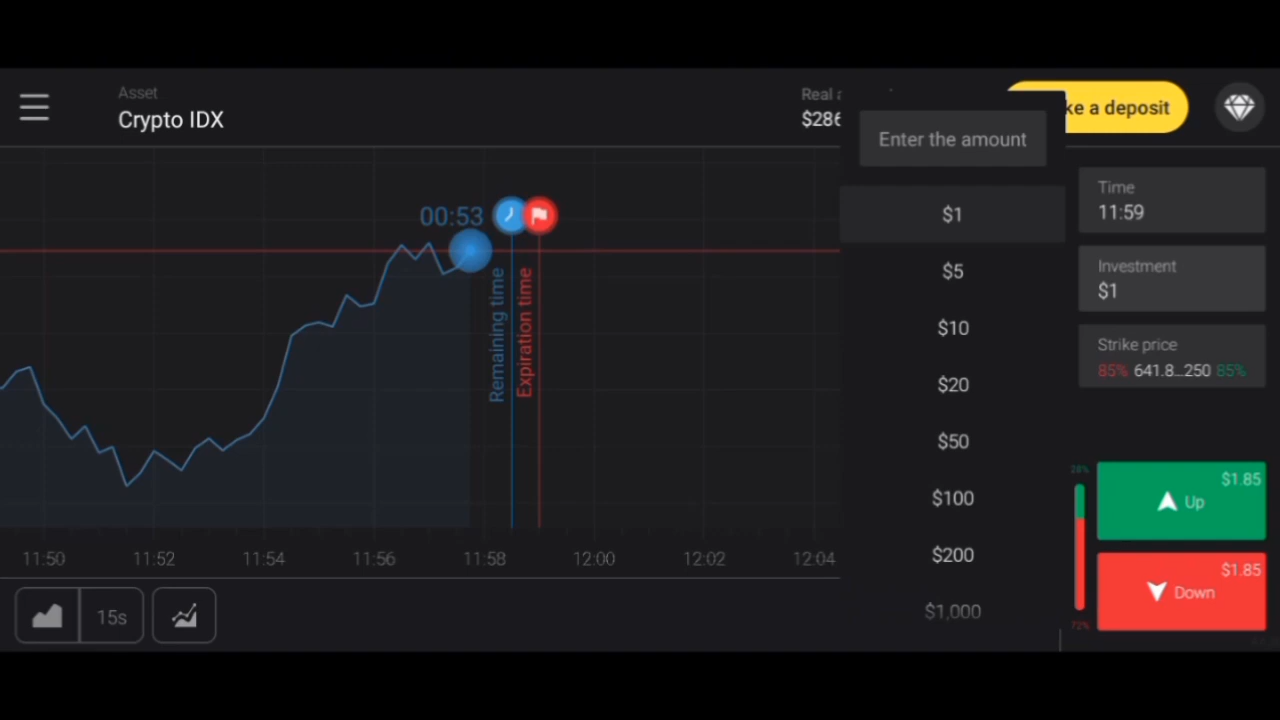 Asset
Crypto IDX
Real
$286
ke a deposit
Enter the amount
$1
$5
$10
$20
$50
$100
$200
$1,000
Time
11:59
Investment
$1
Strike price
85% 641.8...250 85%
00:53
Remaining time
Expiration time
28%
$1.85
Up
$1.85
Down
72%
11:50 11:52 11:54 11:56 11:58 12:00 12:02 12:04
15s